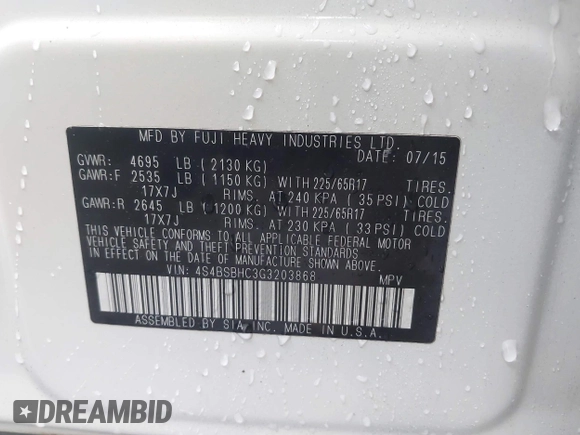 MFD BY FUJI HEAVY INDUSTRIES LTD.
DATE: 07/15
GVWR: 4695 LB (2130 KG)
GAWR:F 2535 LB (1150 KG) WITH 225/65R17 TIRES.
17X7J RIMS. AT 240 KPA (35 PSI) COLD
GAWR:R 2645 LB (1200 KG) WITH 225/65R17 TIRES.
17X7J RIMS. AT 230 KPA (33 PSI) COLD
THIS VEHICLE CONFORMS TO ALL APPLICABLE FEDERAL MOTOR
VEHICLE SAFETY AND THEFT PREVENTION STANDARDS IN EFFECT
ON THE DATE OF MANUFACTURE SHOWN ABOVE.
VIN: 4S4BSBHC3G3203868 MPV
ASSEMBLED BY SIA, INC. MADE IN U.S.A.
DREAMBID